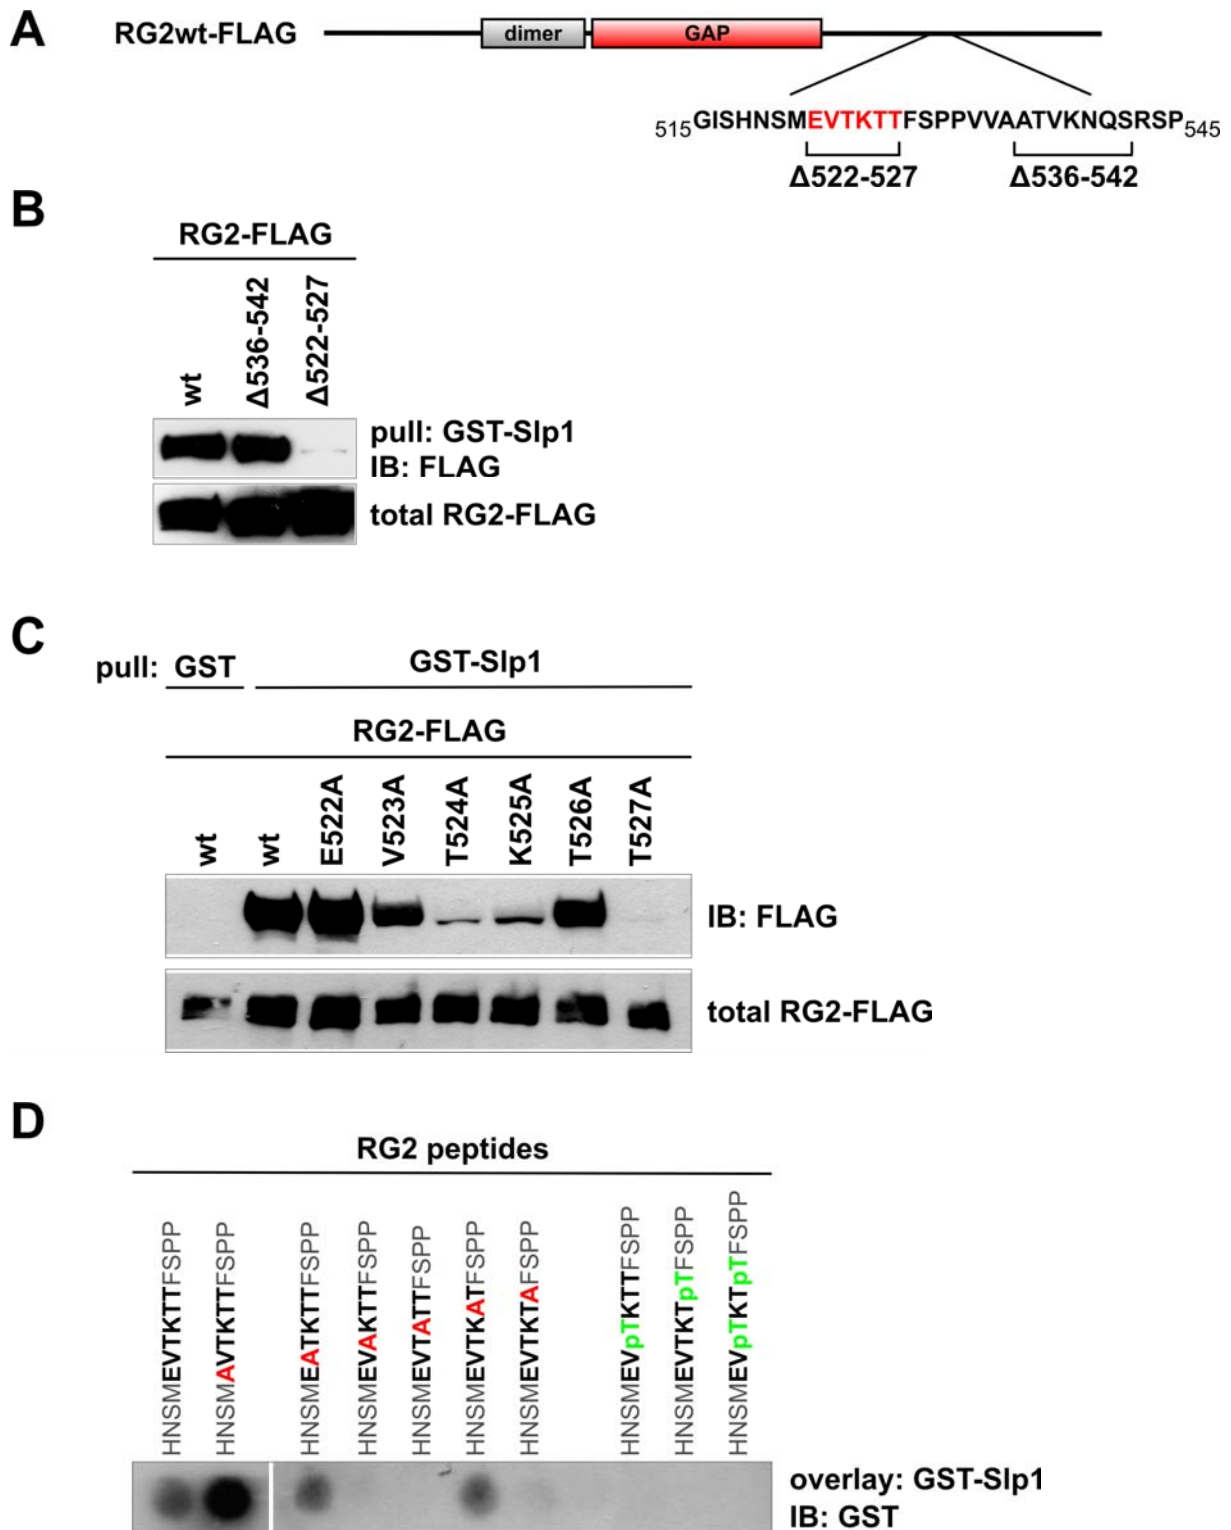 A
RG2wt-FLAG
dimer
GAP
515GISHNSMEVTKTTFSPPVVAATVKNQSRSP545
Δ522-527
Δ536-542
B
RG2-FLAG
wt
Δ536-542
Δ522-527
pull: GST-Slp1
IB: FLAG
total RG2-FLAG
C
pull: GST
GST-Slp1
RG2-FLAG
wt
wt
E522A
V523A
T524A
K525A
T526A
T527A
IB: FLAG
total RG2-FLAG
D
RG2 peptides
HNSMEVTKTTFSPP
HNSMAVTKTTFSPP
HNSMEATKTTFSPP
HNSMEVAKTTFSPP
HNSMEVTATTFSPP
HNSMEVTKATFSPP
HNSMEVTKTAFSPP
HNSMEVpTKTTFSPP
HNSMEVTKTpTFSPP
HNSMEVpTKTpTFSPP
overlay: GST-Slp1
IB: GST